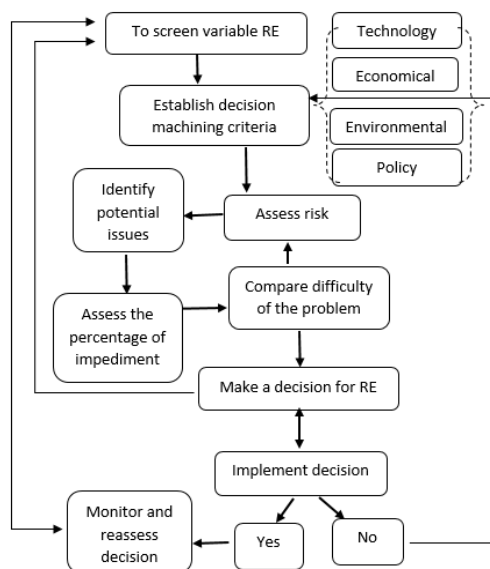 To screen variable RE
Technology
Economical
Establish decision
machining criteria
Environmental
Policy
Identify
potential
issues
Assess risk
Compare difficulty
of the problem
Assess the
percentage of
impediment
Make a decision for RE
Implement decision
Monitor and
reassess
decision
Yes
No